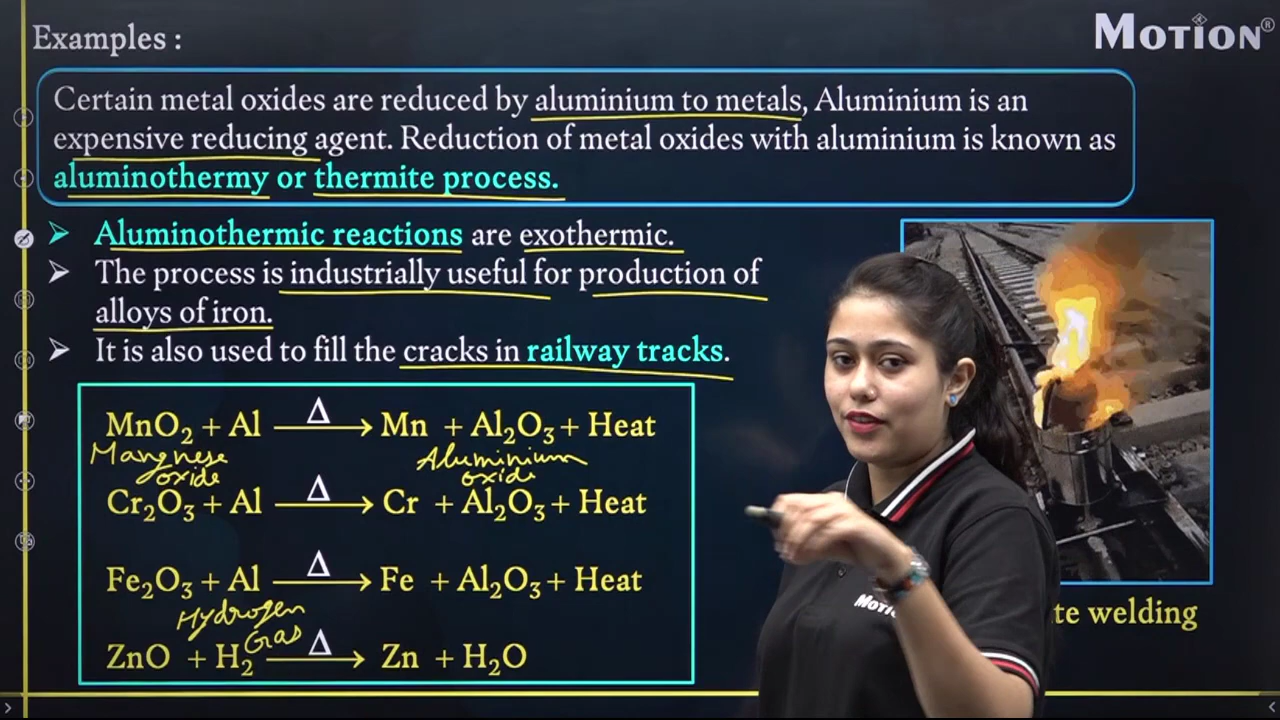 Examples :
MOTION®
Certain metal oxides are reduced by aluminium to metals, Aluminium is an
expensive reducing agent. Reduction of metal oxides with aluminium is known as
aluminothermy or thermite process.
➤ Aluminothermic reactions are exothermic.
➤ The process is industrially useful for production of
alloys of iron.
➤ It is also used to fill the cracks in railway tracks.
MnO₂ + Al —Δ→ Mn + Al₂O₃ + Heat
Mangnese Aluminium
oxide oxide
Cr₂O₃ + Al —Δ→ Cr + Al₂O₃ + Heat
Fe₂O₃ + Al —Δ→ Fe + Al₂O₃ + Heat
Hydrogen
Gas
ZnO + H₂ —Δ→ Zn + H₂O
te welding